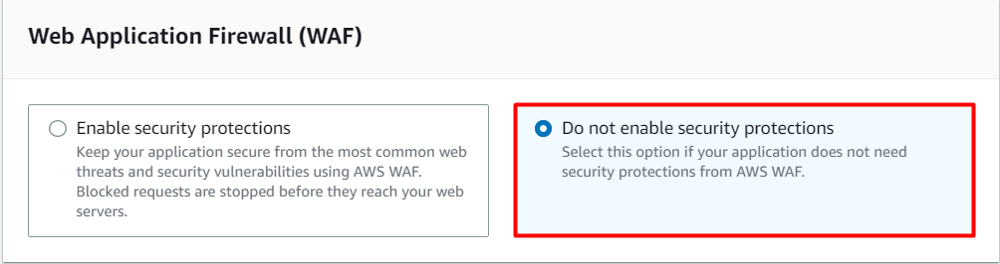 Web Application Firewall (WAF)
Enable security protections
Keep your application secure from the most common web
threats and security vulnerabilities using AWS WAF.
Blocked requests are stopped before they reach your web
servers.
Do not enable security protections
Select this option if your application does not need
security protections from AWS WAF.